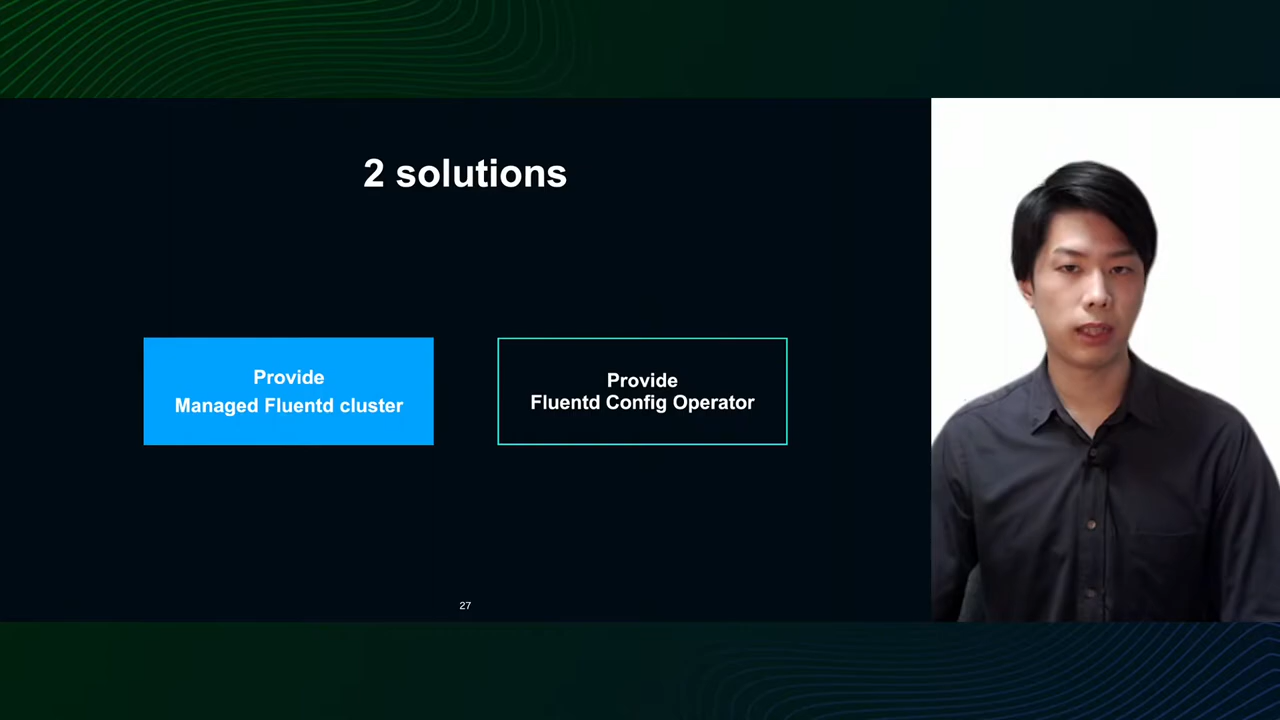 2 solutions
Provide
Managed Fluentd cluster
Provide
Fluentd Config Operator
27